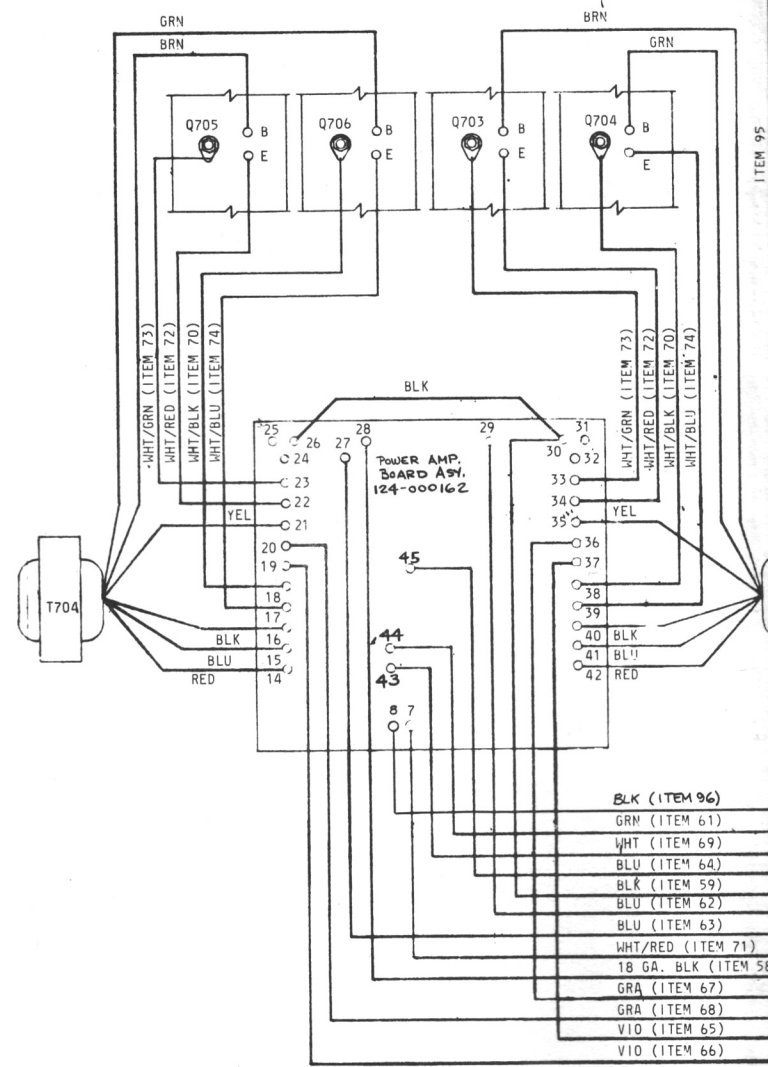 GRN
BRN
BRN
GRN
Q705
B
E
Q706
B
E
Q703
B
E
Q704
B
E
ITEM 95
WHT/GRN (ITEM 73)
WHT/RED (ITEM 72)
WHT/BLK (ITEM 70)
WHT/BLU (ITEM 74)
WHT/GRN (ITEM 73)
WHT/RED (ITEM 72)
WHT/BLK (ITEM 70)
WHT/BLU (ITEM 74)
BLK
25
26
27
28
29
30
31
24
32
POWER AMP.
BOARD ASY.
124-000162
23
22
YEL
21
20
19
18
17
BLK
16
BLU
15
RED
14
33
34
35
YEL
36
37
38
39
40 BLK
41 BLU
42 RED
T704
45
44
43
8 7
BLK (ITEM 96)
GRN (ITEM 61)
WHT (ITEM 69)
BLU (ITEM 64)
BLK (ITEM 59)
BLU (ITEM 62)
BLU (ITEM 63)
WHT/RED (ITEM 71)
18 GA. BLK (ITEM 58
GRA (ITEM 67)
GRA (ITEM 68)
VIO (ITEM 65)
VIO (ITEM 66)